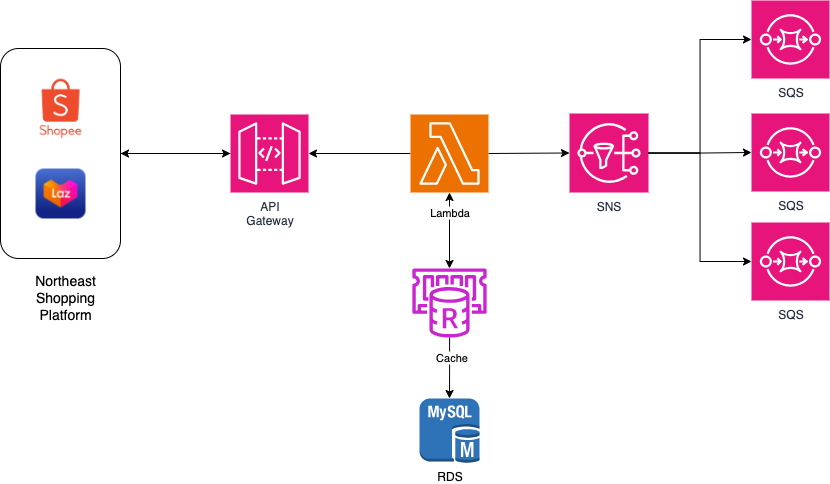 S
Shopee
Laz
Northeast
Shopping
Platform
</>
API
Gateway
Lambda
SNS
SQS
SQS
SQS
R
Cache
MySQL
M
RDS